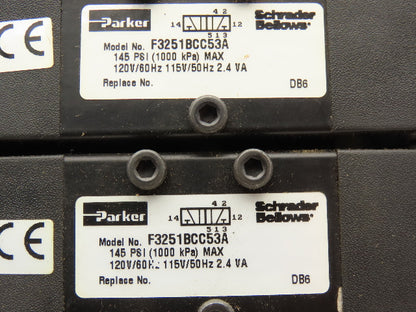 Parker
4 2
14 12
5 1 3
Schrader
Bellows
Model No. F3251BCC53A
145 PSI (1000 kPa) MAX
120V/60Hz 115V/50Hz 2.4 VA
Replace No. DB6
CE
Parker
4 2
14 12
5 1 3
Schrader
Bellows
Model No. F3251BCC53A
145 PSI (1000 kPa) MAX
120V/60Hz 115V/50Hz 2.4 VA
Replace No. DB6
CE